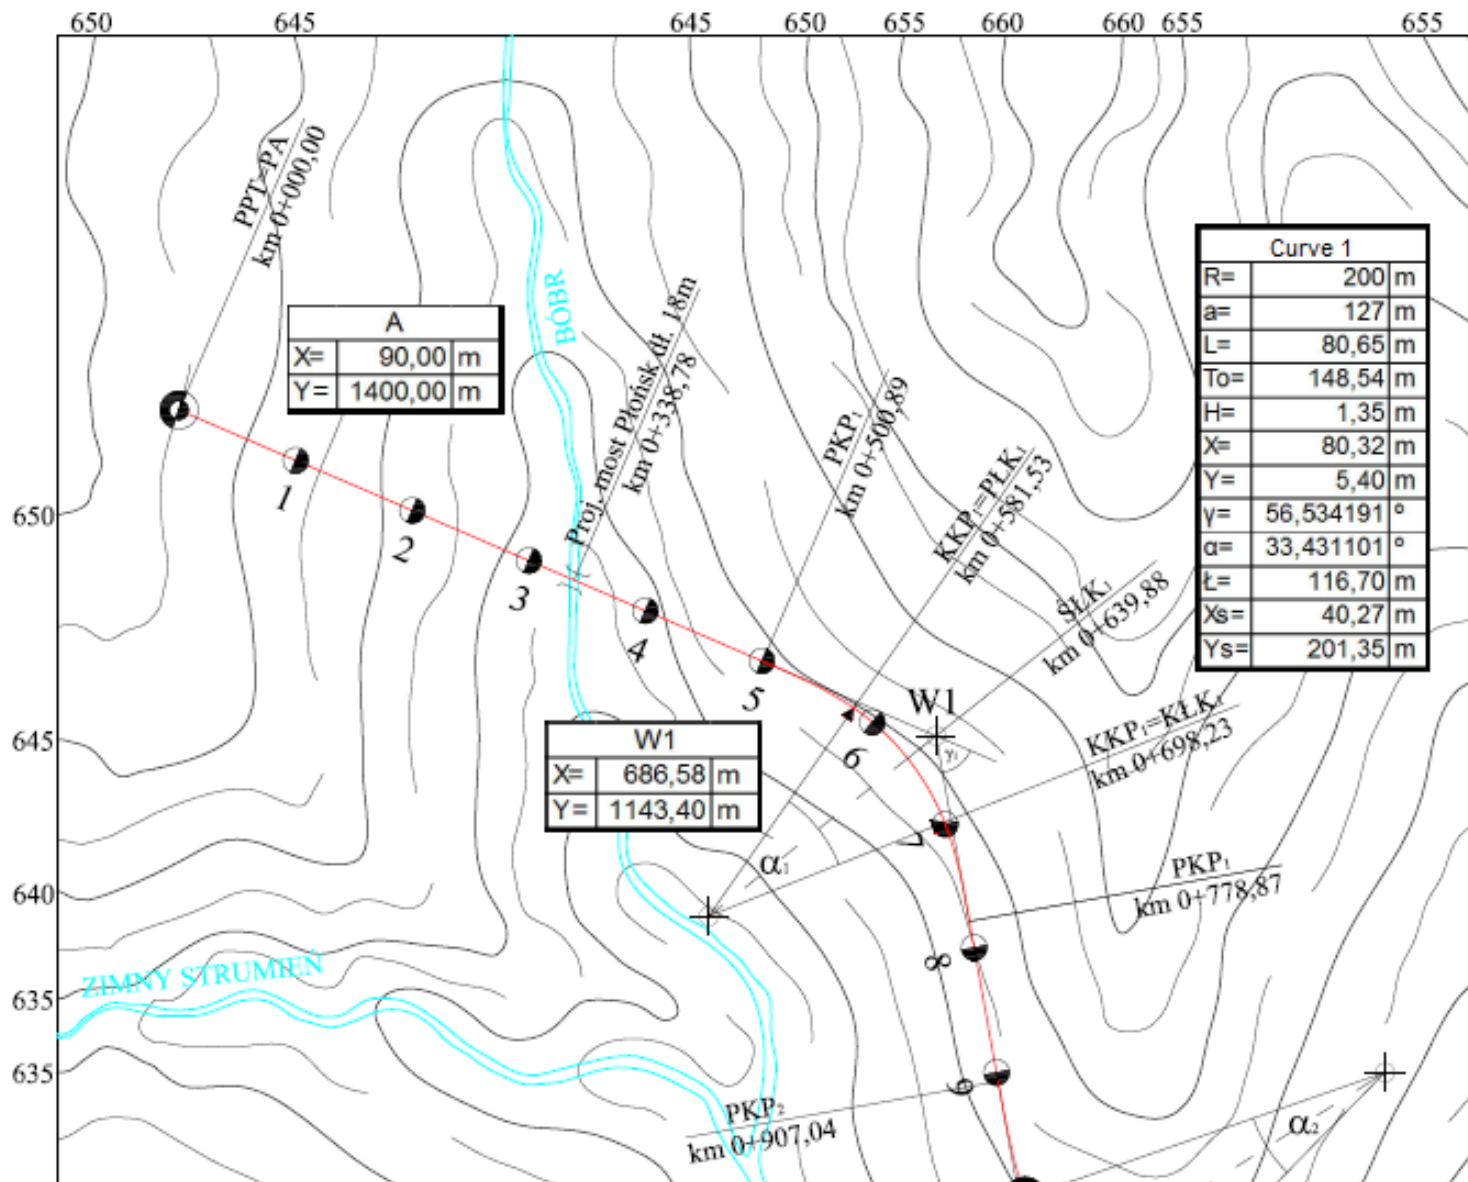 650 645 645 650 655 660 660 655 655
PPT=PA
km 0+000,00
A
X= 90,00 m
Y= 1400,00 m
BÓBR
Proj. most Płońsk dł. 18m
km 0+338,78
PKP₁
km 0+500,89
KKP₁=PŁK₁
km 0+581,53
ŚŁK₁
km 0+639,88
KKP₁=KŁK₁
km 0+698,23
PKP₁
km 0+778,87
PKP₂
km 0+907,04
Curve 1
R= 200 m
a= 127 m
L= 80,65 m
To= 148,54 m
H= 1,35 m
X= 80,32 m
Y= 5,40 m
γ= 56,534191 °
α= 33,431101 °
Ł= 116,70 m
Xs= 40,27 m
Ys= 201,35 m
1
2
3
4
5
6
7
8
9
W1
γ₁
W1
X= 686,58 m
Y= 1143,40 m
α₁
α₂
ZIMNY STRUMIEŃ
650
645
640
635
635